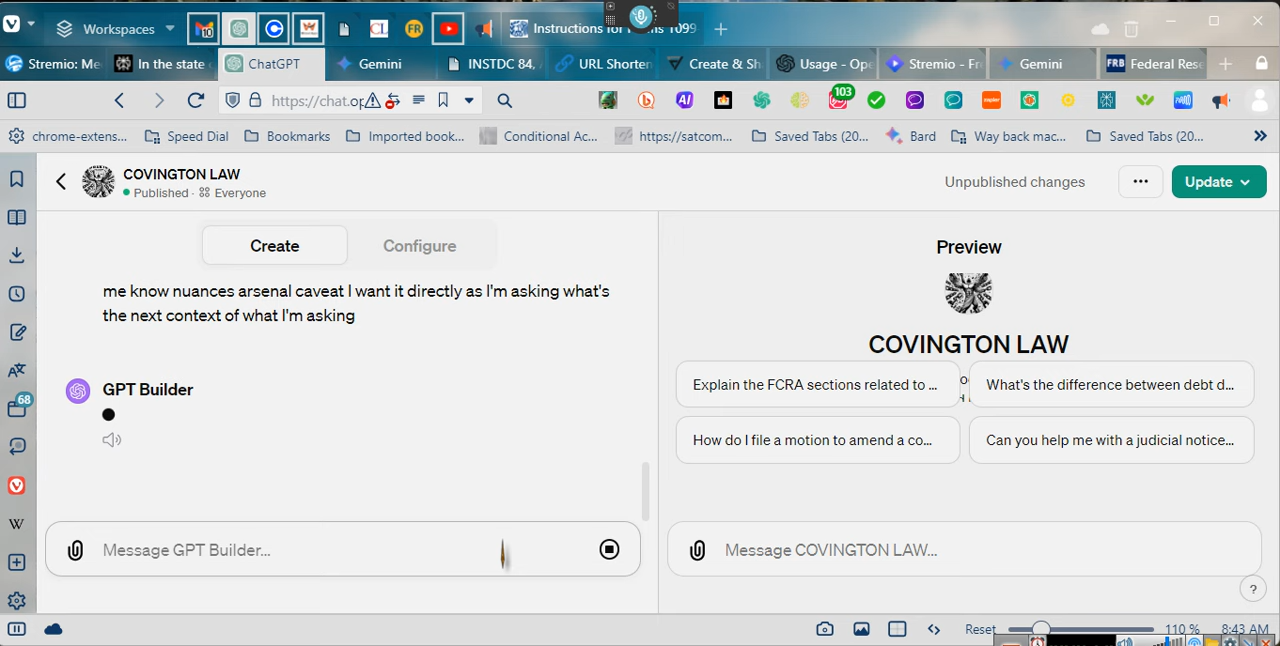 Workspaces
10
CL
FR
Instructions for
1099
Stremio: Me
In the state
ChatGPT
Gemini
INSTDC 84,
URL Shorten
Create & Sh
Usage - Ope
Stremio - Fr
Gemini
FRB
Federal Rese
https://chat.op
103
chrome-extens...
Speed Dial
Bookmarks
Imported book...
Conditional Ac...
https://satcom...
Saved Tabs (20...
Bard
Way back mac...
Saved Tabs (20...
COVINGTON LAW
Published · Everyone
Unpublished changes
Update
Create
Configure
me know nuances arsenal caveat I want it directly as I'm asking what's
the next context of what I'm asking
GPT Builder
Message GPT Builder...
Preview
COVINGTON LAW
Explain the FCRA sections related to ...
What's the difference between debt d...
How do I file a motion to amend a co...
Can you help me with a judicial notice...
Message COVINGTON LAW...
?
68
W
Reset
110 %
8:43 AM